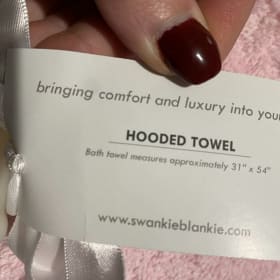 bringing comfort and luxury into your
HOODED TOWEL
Bath towel measures approximately 31" x 54"
www.swankieblankie.com